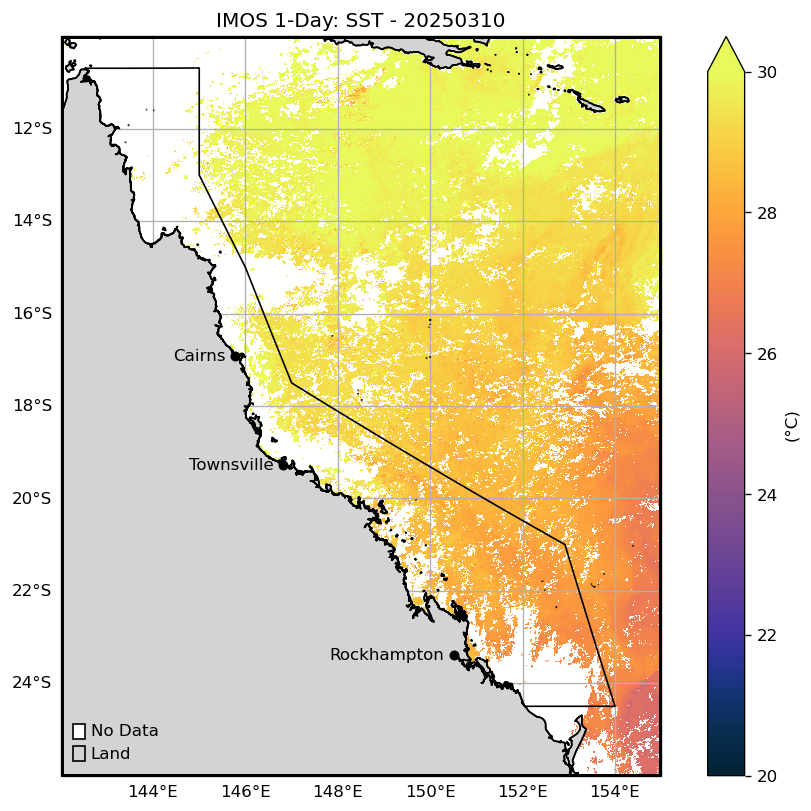 IMOS 1-Day: SST - 20250310
12°S
14°S
16°S
18°S
20°S
22°S
24°S
Cairns
Townsville
Rockhampton
No Data
Land
144°E 146°E 148°E 150°E 152°E 154°E
30
28
26
24
22
20
(°C)